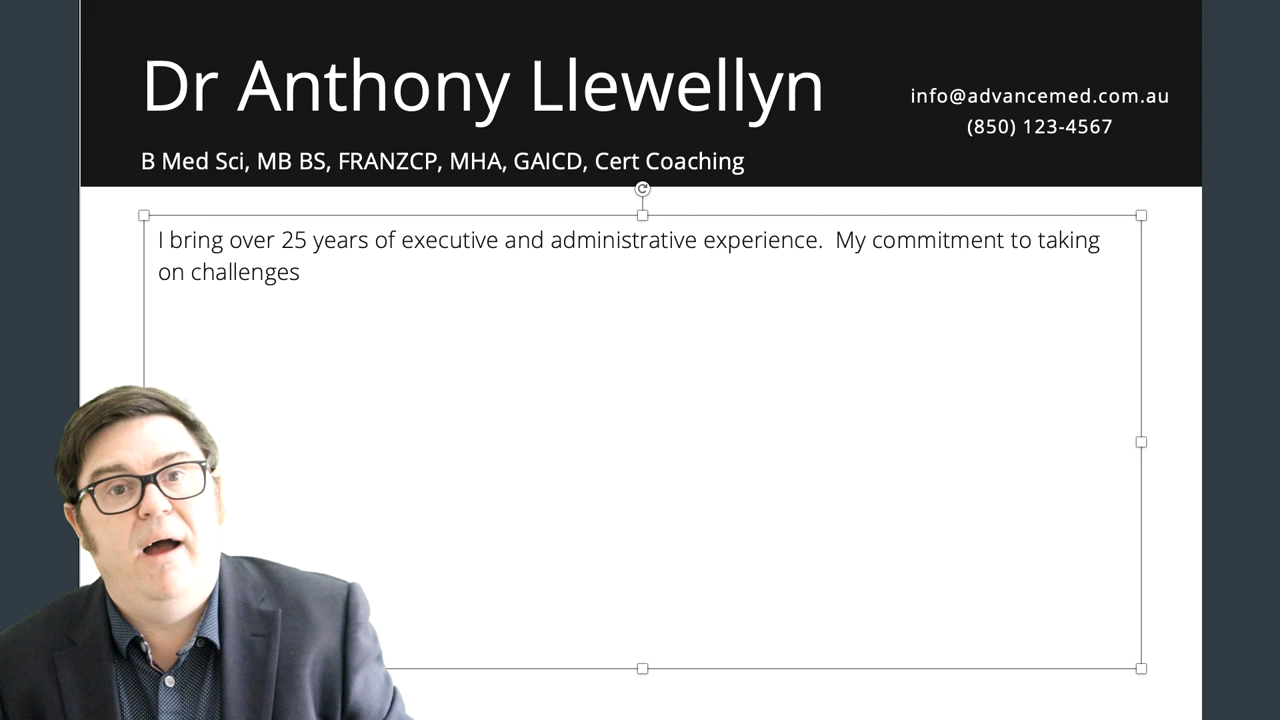 Dr Anthony Llewellyn
info@advancemed.com.au
(850) 123-4567
B Med Sci, MB BS, FRANZCP, MHA, GAICD, Cert Coaching
I bring over 25 years of executive and administrative experience.  My commitment to taking
on challenges